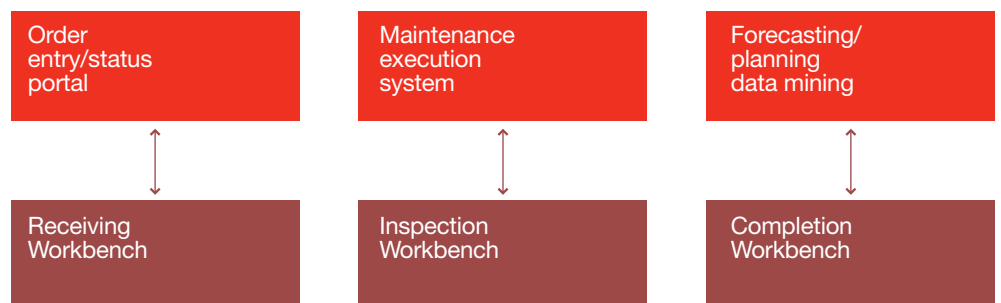 Order
entry/status
portal
Maintenance
execution
system
Forecasting/
planning
data mining
Receiving
Workbench
Inspection
Workbench
Completion
Workbench